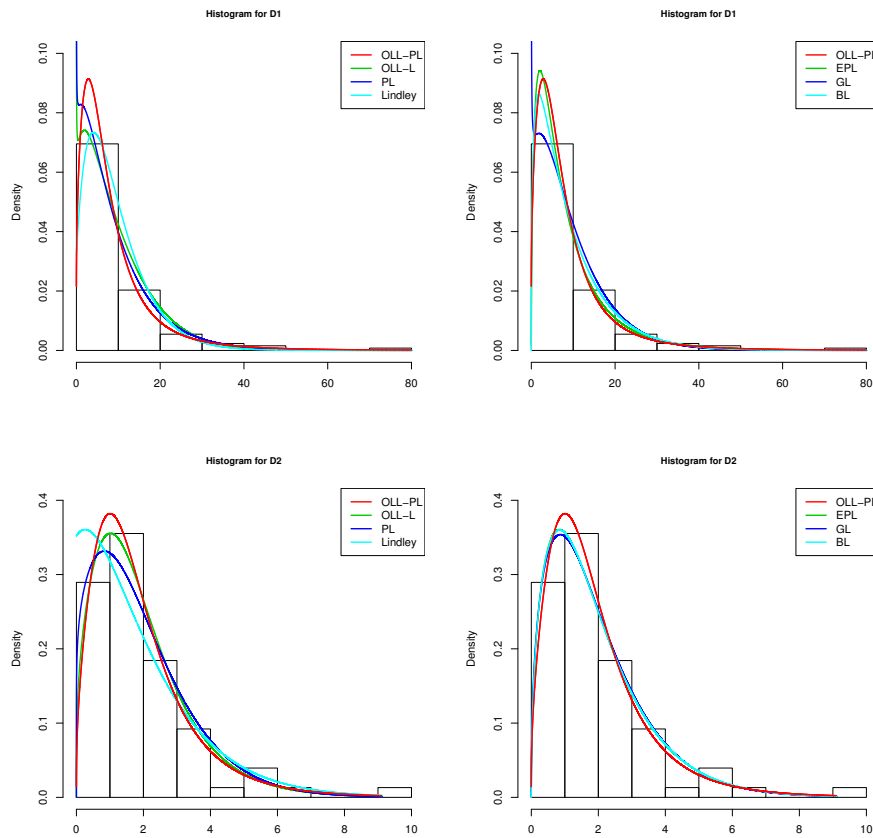 Histogram for D1
Density
0.00 0.02 0.04 0.06 0.08 0.10
0 20 40 60 80
OLL-PL
OLL-L
PL
Lindley
Histogram for D1
Density
0.00 0.02 0.04 0.06 0.08 0.10
0 20 40 60 80
OLL-PL
EPL
GL
BL
Histogram for D2
Density
0.0 0.1 0.2 0.3 0.4
0 2 4 6 8 10
OLL-PL
OLL-L
PL
Lindley
Histogram for D2
Density
0.0 0.1 0.2 0.3 0.4
0 2 4 6 8 10
OLL-PL
EPL
GL
BL